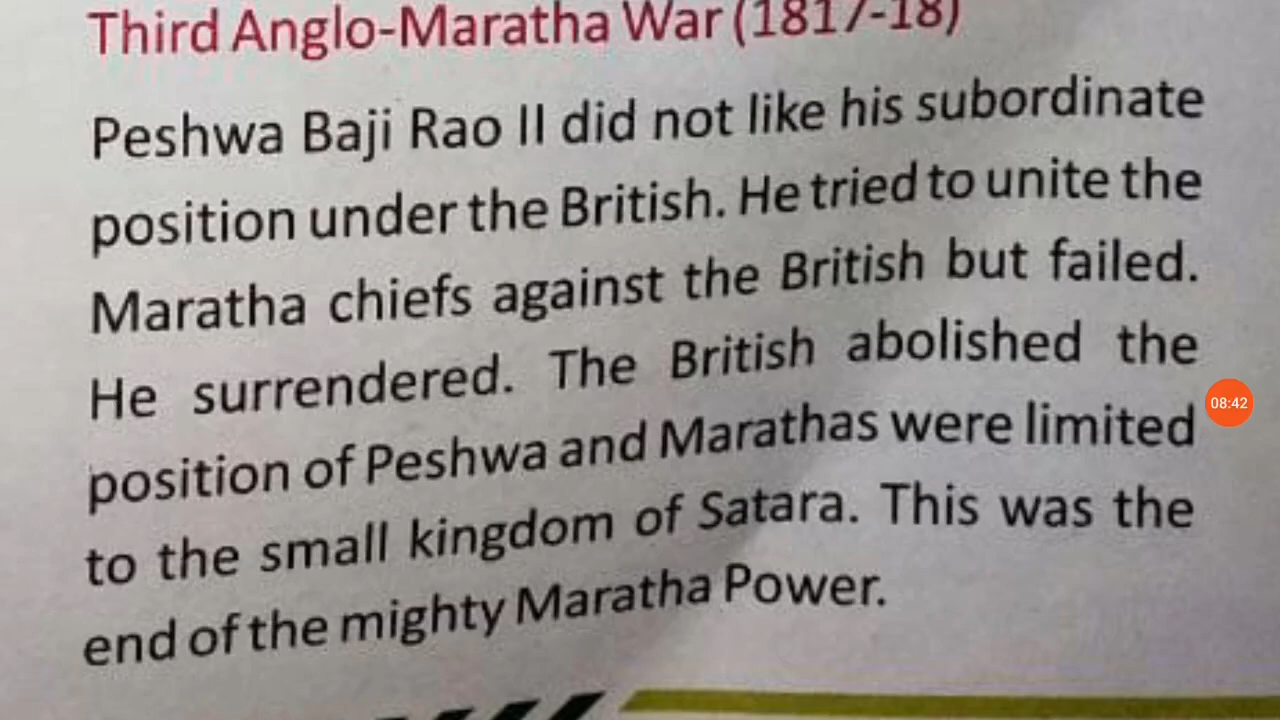 Third Anglo-Maratha War (1817-18)
Peshwa Baji Rao II did not like his subordinate
position under the British. He tried to unite the
Maratha chiefs against the British but failed.
He surrendered. The British abolished the
08:42
position of Peshwa and Marathas were limited
to the small kingdom of Satara. This was the
end of the mighty Maratha Power.